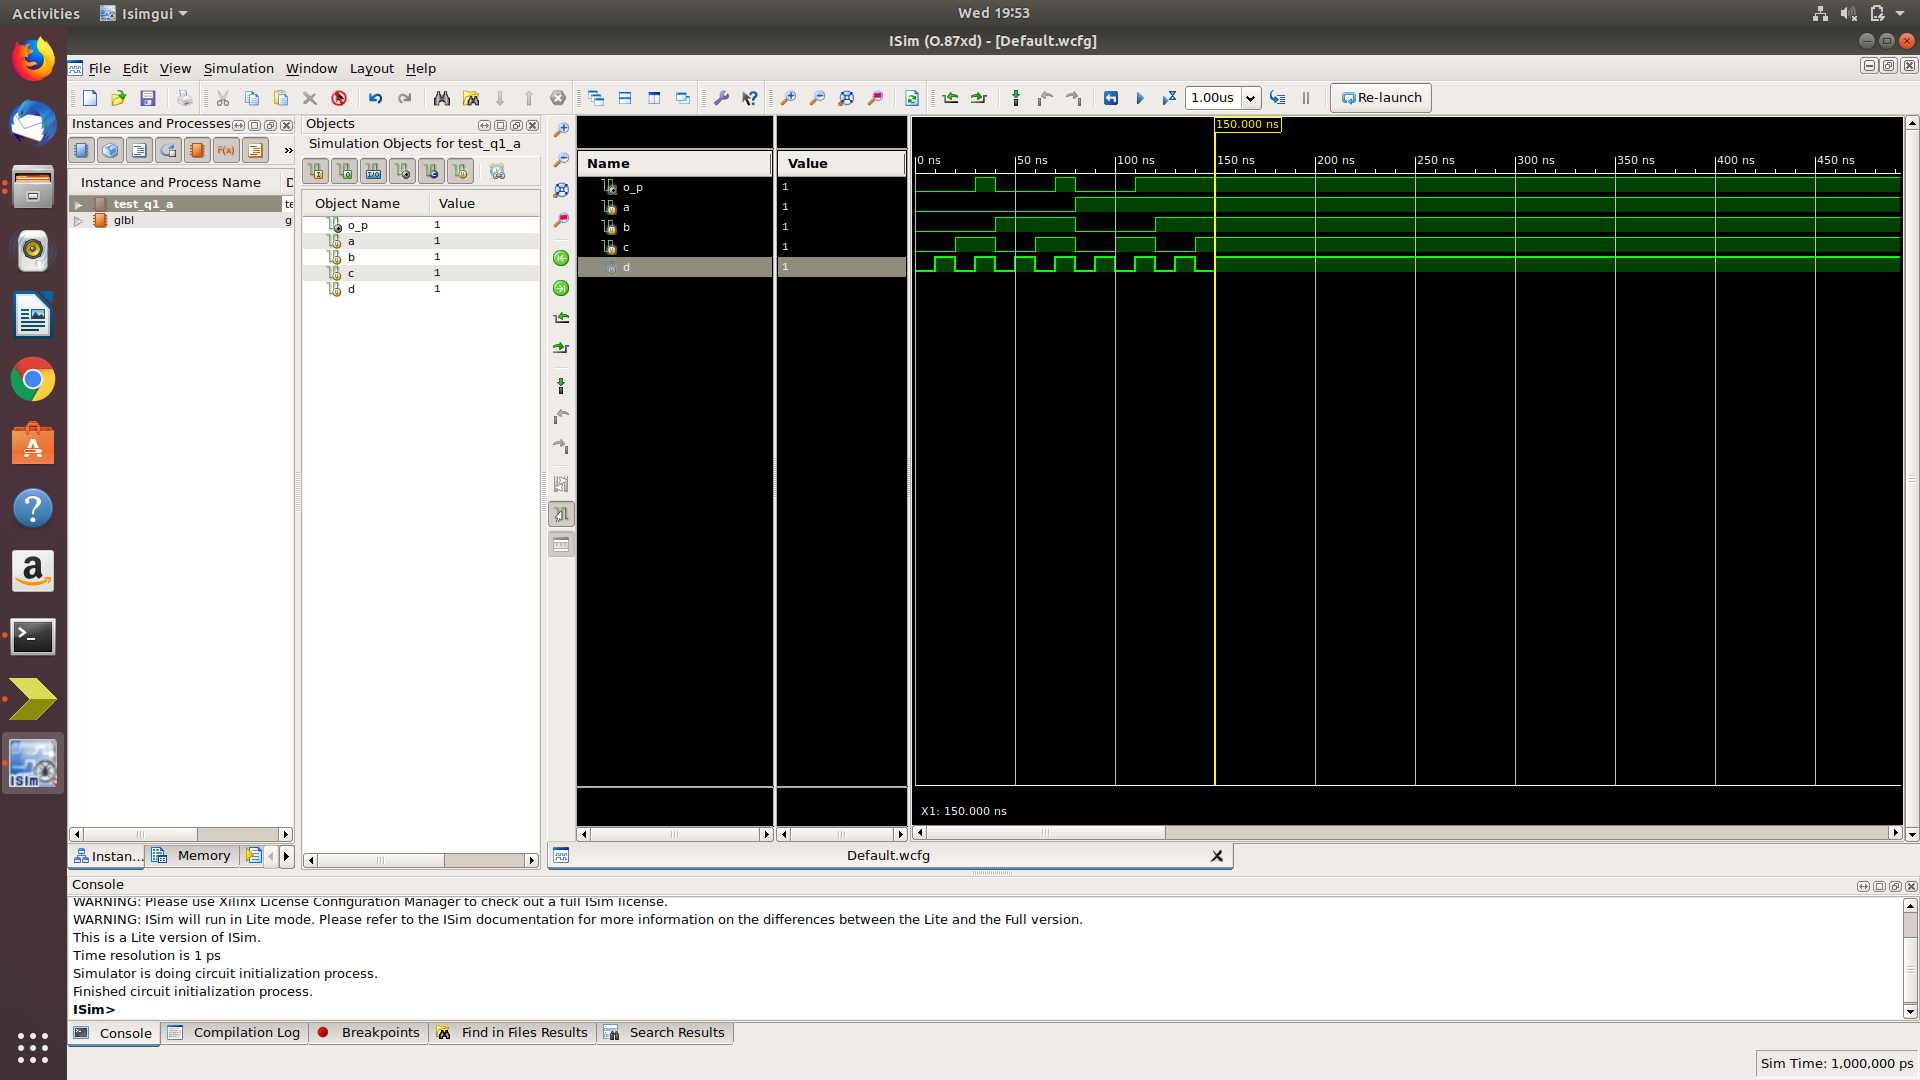 Activities
Isimgui
Wed 19:53
ISim (O.87xd) - [Default.wcfg]
File Edit View Simulation Window Layout Help
1.00us
Re-launch
Instances and Processes
F(x)
»
Instance and Process Name
D
test_q1_a
te
glbl
g
Instan...
Memory
Objects
Simulation Objects for test_q1_a
Object Name Value
o_p 1
a 1
b 1
c 1
d 1
Name Value
o_p 1
a 1
b 1
c 1
d 1
150.000 ns
0 ns 50 ns 100 ns 150 ns 200 ns 250 ns 300 ns 350 ns 400 ns 450 ns
X1: 150.000 ns
Default.wcfg
Console
WARNING: Please use Xilinx License Configuration Manager to check out a full ISim license.
WARNING: ISim will run in Lite mode. Please refer to the ISim documentation for more information on the differences between the Lite and the Full version.
This is a Lite version of ISim.
Time resolution is 1 ps
Simulator is doing circuit initialization process.
Finished circuit initialization process.
ISim>
Console Compilation Log Breakpoints Find in Files Results Search Results
Sim Time: 1,000,000 ps
a
ISim